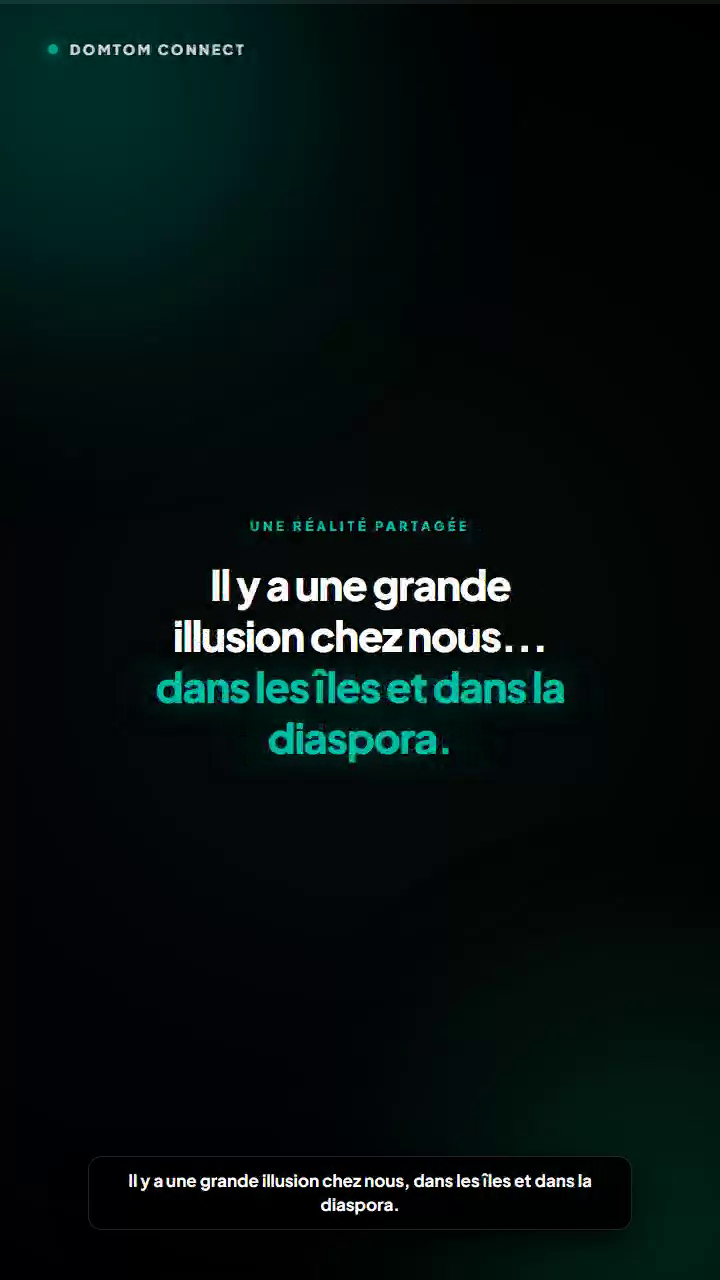 DOMTOM CONNECT
UNE RÉALITÉ PARTAGÉE
Il y a une grande
illusion chez nous...
dans les îles et dans la
diaspora.
Il y a une grande illusion chez nous, dans les îles et dans la
diaspora.